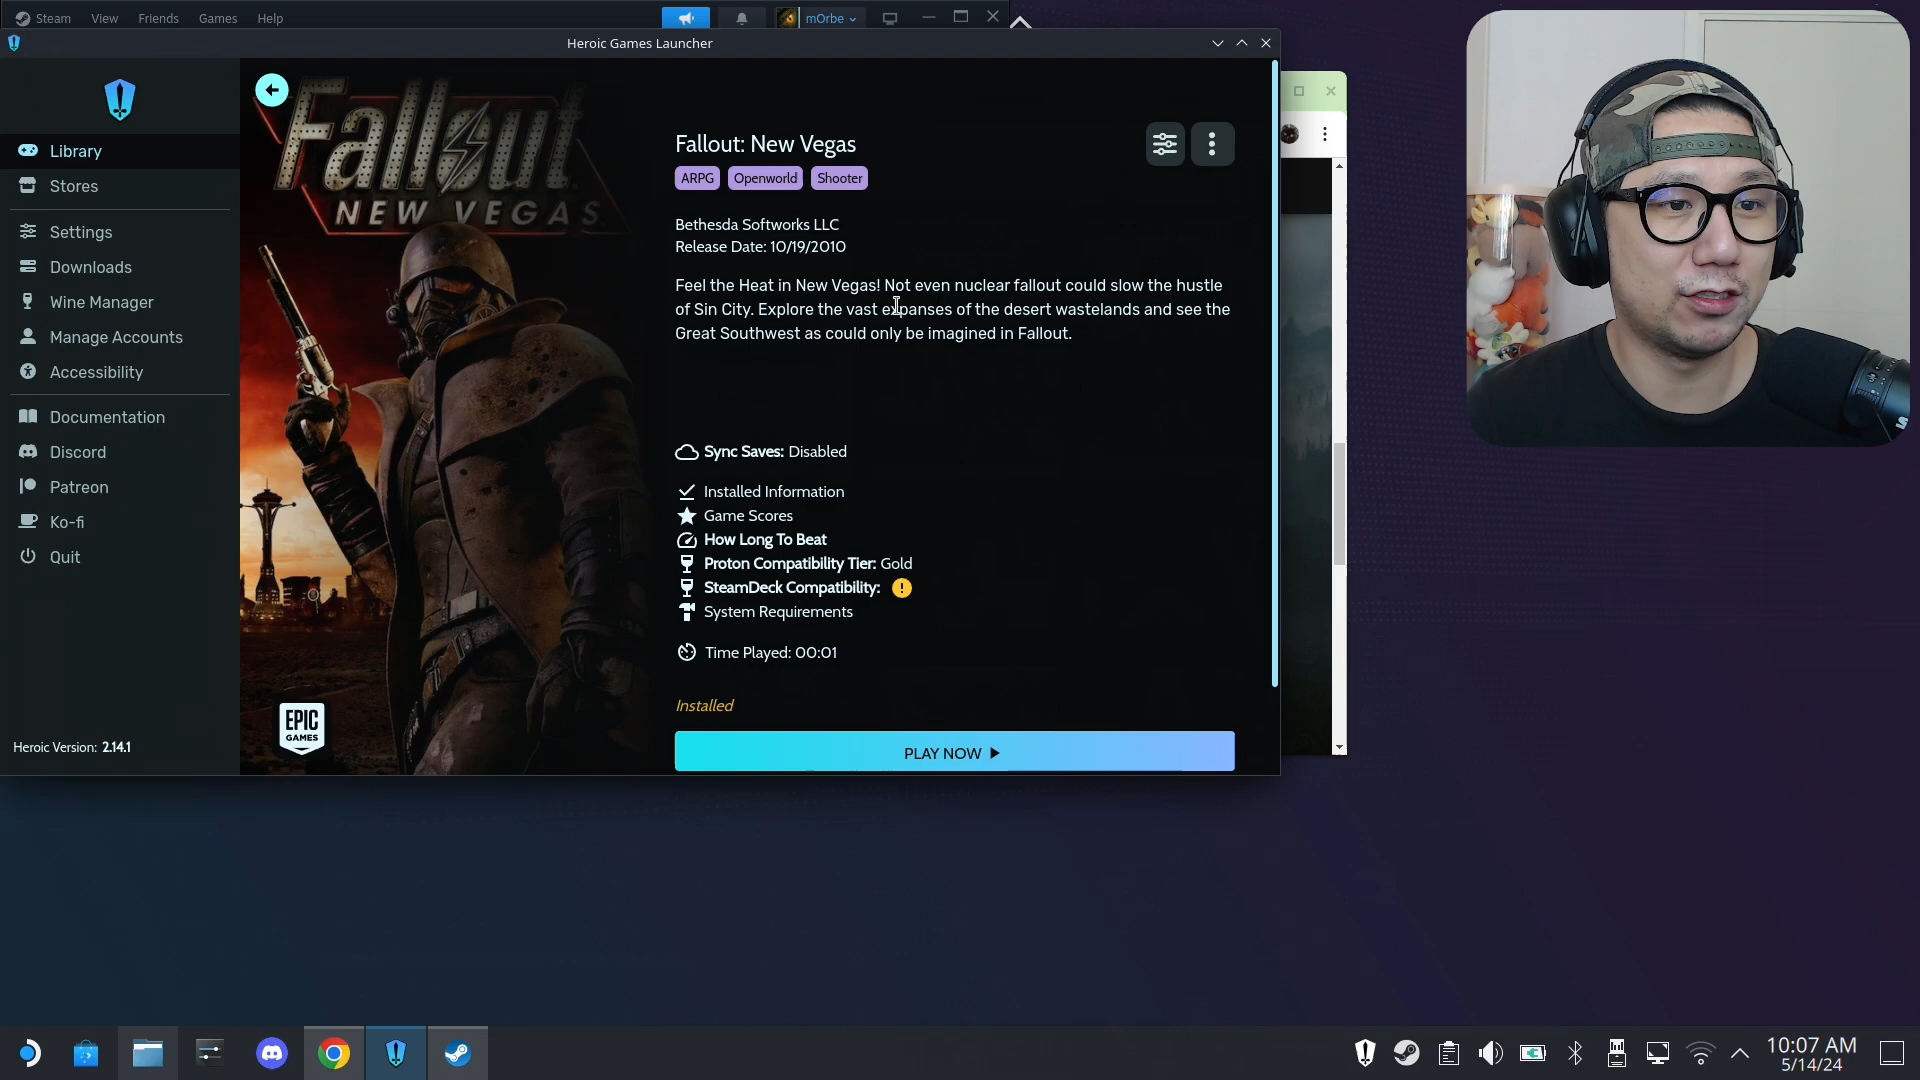 Steam View Friends Games Help mOrbe
Heroic Games Launcher
Library
Stores
Settings
Downloads
Wine Manager
Manage Accounts
Accessibility
Documentation
Discord
Patreon
Ko-fi
Quit
Heroic Version: 2.14.1
Fallout
NEW VEGAS
EPIC
GAMES
Fallout: New Vegas
ARPG Openworld Shooter
Bethesda Softworks LLC
Release Date: 10/19/2010
Feel the Heat in New Vegas! Not even nuclear fallout could slow the hustle
of Sin City. Explore the vast expanses of the desert wastelands and see the
Great Southwest as could only be imagined in Fallout.
Sync Saves: Disabled
Installed Information
Game Scores
How Long To Beat
Proton Compatibility Tier: Gold
SteamDeck Compatibility:
System Requirements
Time Played: 00:01
Installed
PLAY NOW
10:07 AM
5/14/24